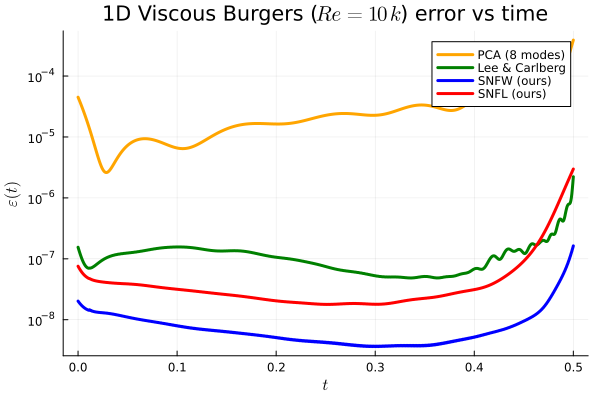 1D Viscous Burgers (Re = 10k) error vs time
PCA (8 modes)
Lee & Carlberg
SNFW (ours)
SNFL (ours)
10⁻⁴
10⁻⁵
10⁻⁶
10⁻⁷
10⁻⁸
ε(t)
0.0 0.1 0.2 0.3 0.4 0.5
t